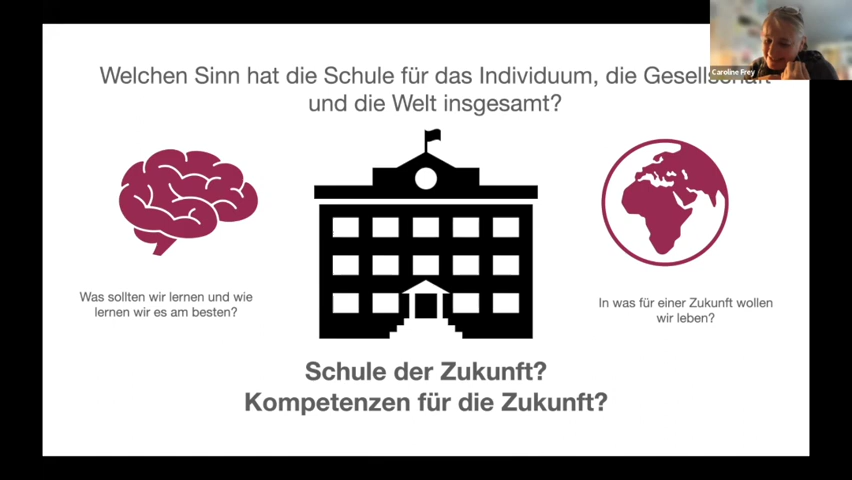 Caroline Frey
Welchen Sinn hat die Schule für das Individuum, die Gesellschaft
und die Welt insgesamt?
Was sollten wir lernen und wie
lernen wir es am besten?
In was für einer Zukunft wollen
wir leben?
Schule der Zukunft?
Kompetenzen für die Zukunft?